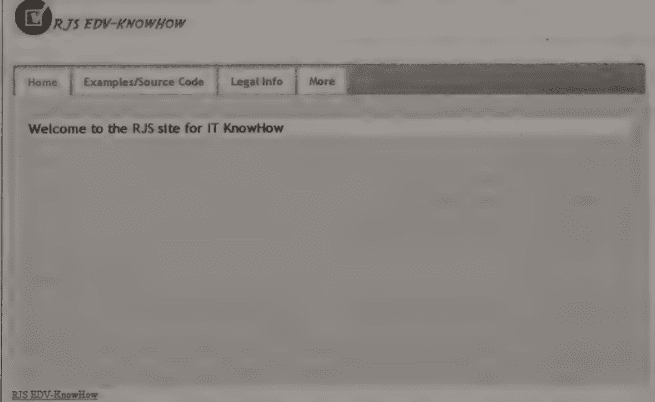 RJS EDV-KNOWHOW
Home Examples/Source Code Legal Info More
Welcome to the RJS site for IT KnowHow
RJS EDV-KnowHow